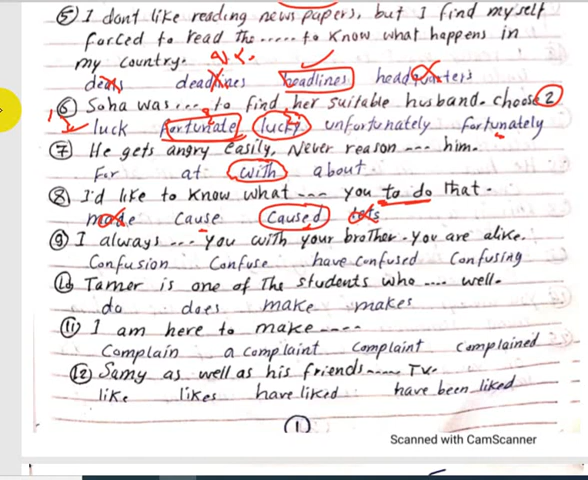 ⑤ I dont like reading news papers, but I find my self
forced to read the ..... to know what happens in
my country.
deals deadlines headlines headquarters
⑥ Soha was .... to find her suitable husband. choose 2
luck fortunate lucky unfortunately fortunately
⑦ He gets angry easily, Never reason --- him.
For at with about
⑧ I'd like to know what --- you to do that.
made cause caused lets
⑨ I always --- you with your brother. You are alike.
Confusion Confuse have confused Confusing
⑩ Tamer is one of The students who .... well.
do does make makes
⑪ I am here to make ----
Complain a complaint complaint complained
⑫ Samy as well as his friends ---- TV.
like likes have liked have been liked
①
Scanned with CamScanner